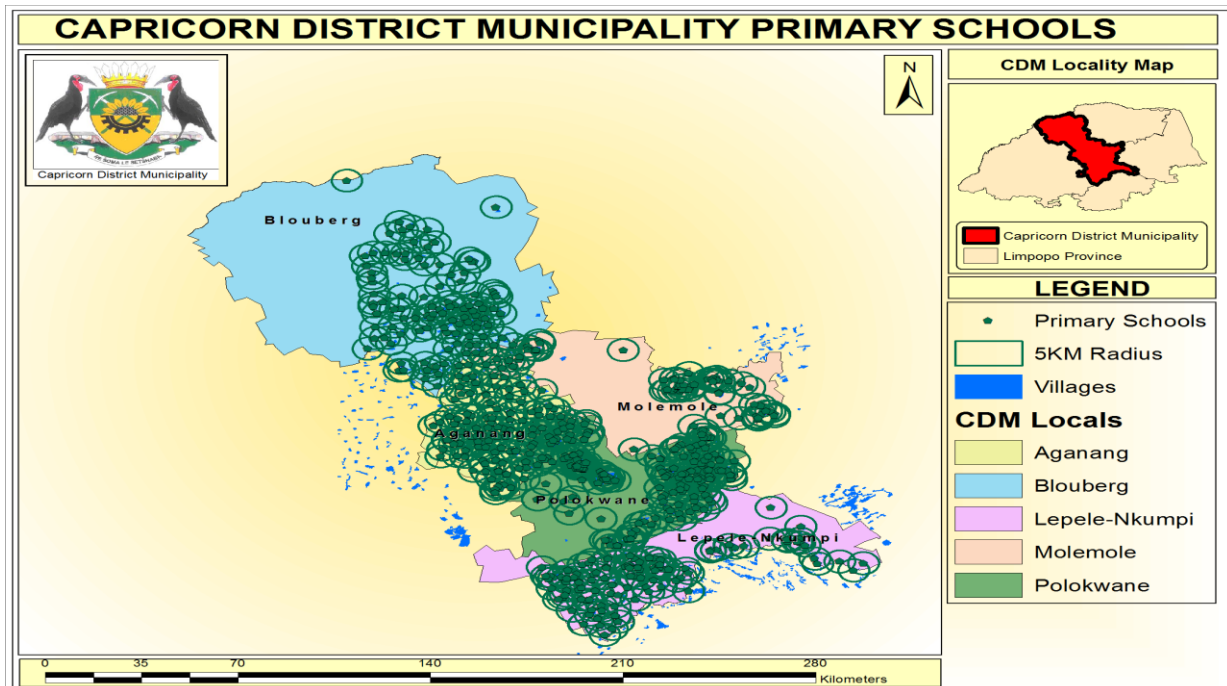 CAPRICORN DISTRICT MUNICIPALITY PRIMARY SCHOOLS
Capricorn District Municipality
N
Blouberg
Molemole
Aganang
Polokwane
Lepele-Nkumpi
0 35 70 140 210 280
Kilometers
CDM Locality Map
Capricorn District Municipality
Limpopo Province
LEGEND
Primary Schools
5KM Radius
Villages
CDM Locals
Aganang
Blouberg
Lepele-Nkumpi
Molemole
Polokwane